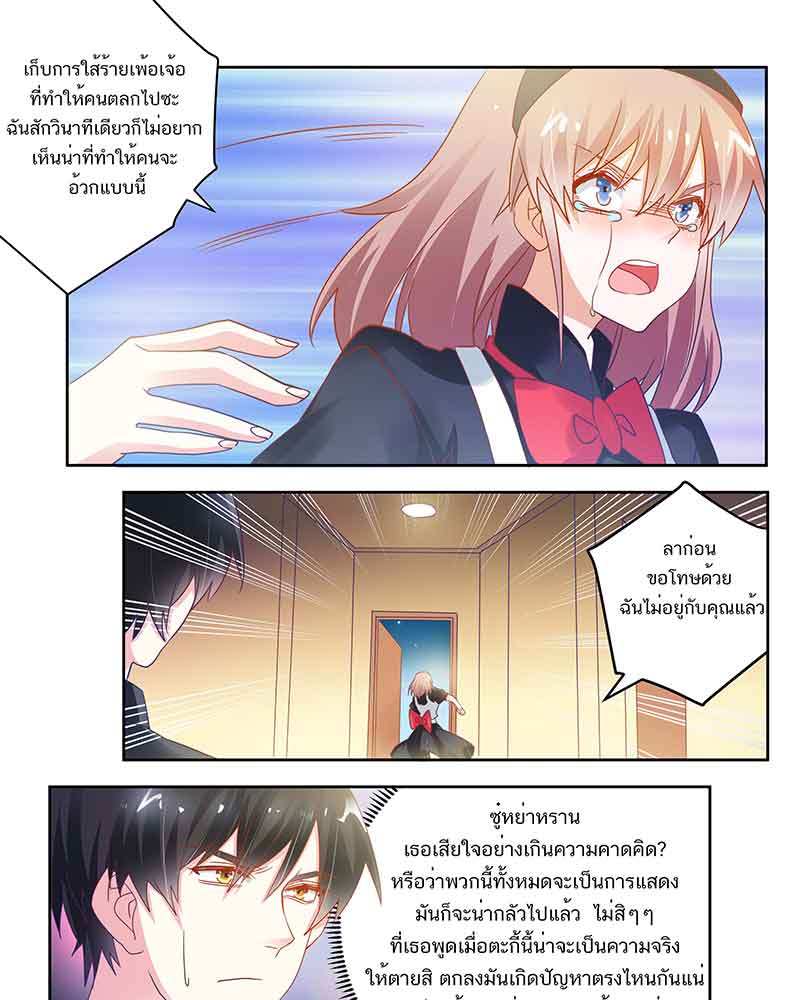 เก็บการใส้ร้ายเพ้อเจ้อ
ที่ทำให้คนตลกไปซะ
ฉันสักวินาทีเดียวก็ไม่อยาก
เห็นน่าที่ทำให้คนจะ
อ้วกแบบนี้
ลาก่อน
ขอโทษด้วย
ฉันไม่อยู่กับคุณแล้ว
ซู๋หย่าหราน
เธอเสียใจอย่างเกินความคาดคิด?
หรือว่าพวกนี้ทั้งหมดจะเป็นการแสดง
มันก็จะน่ากลัวไปแล้ว ไม่สิๆๆ
ที่เธอพูดเมื่อตะกี้นี้น่าจะเป็นความจริง
ให้ตายสิ ตกลงมันเกิดปัญหาตรงไหนกันแน่